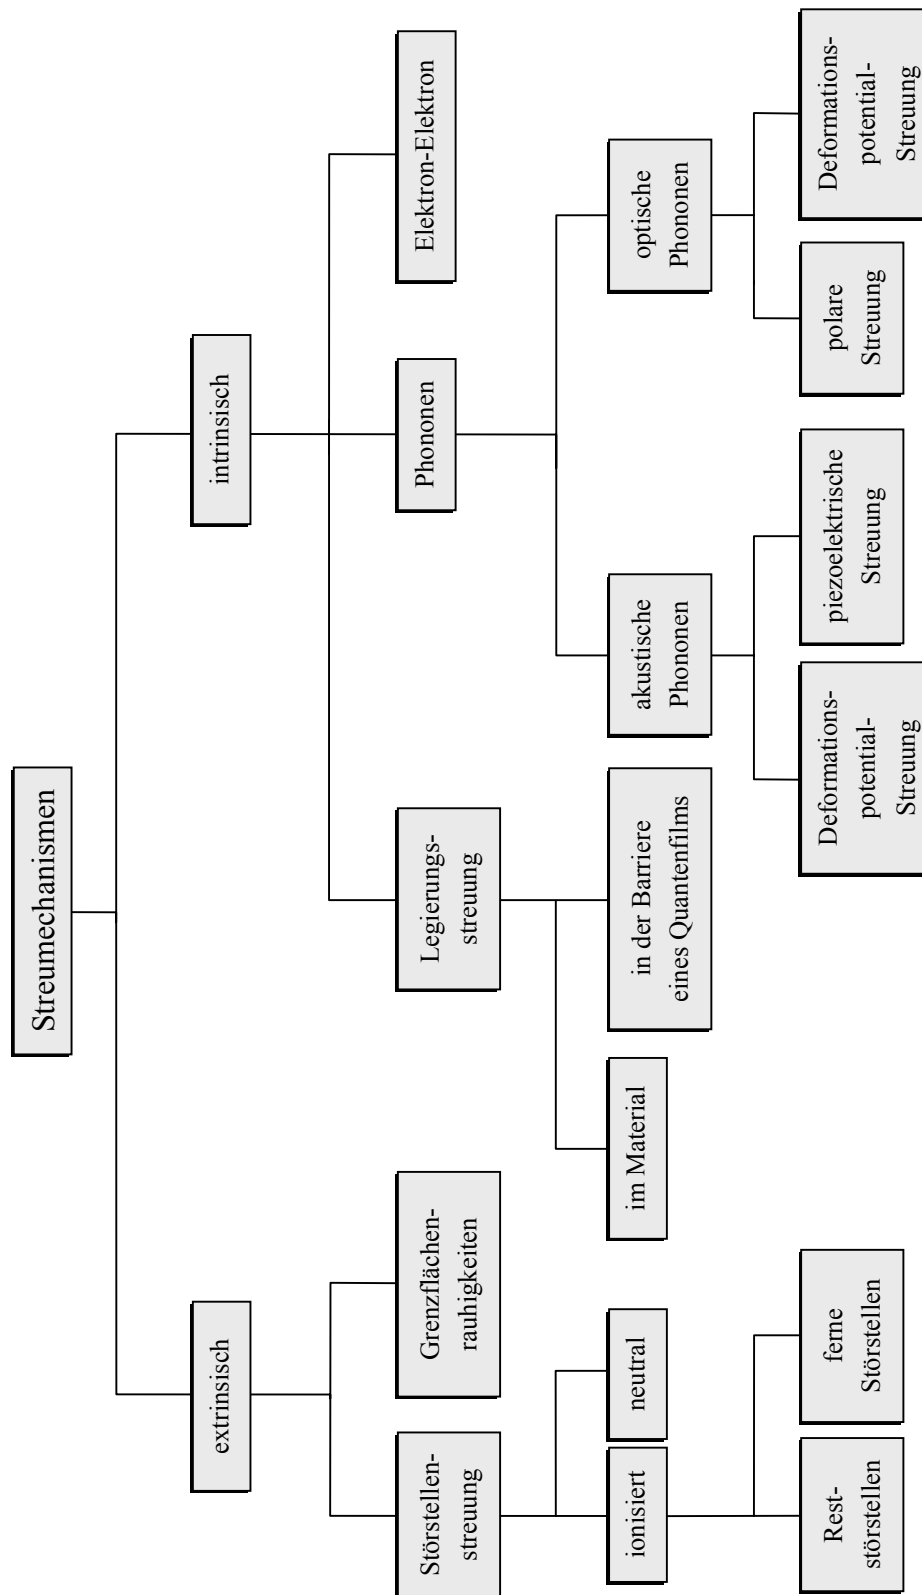 Streumechanismen
extrinsisch
intrinsisch
Störstellen-
streuung
Grenzflächen-
rauhigkeiten
Legierungs-
streuung
Phononen
Elektron-Elektron
ionisiert
neutral
im Material
in der Barriere
eines Quantenfilms
akustische
Phononen
optische
Phononen
Rest-
störstellen
ferne
Störstellen
Deformations-
potential-
Streuung
piezoelektrische
Streuung
polare
Streuung
Deformations-
potential-
Streuung